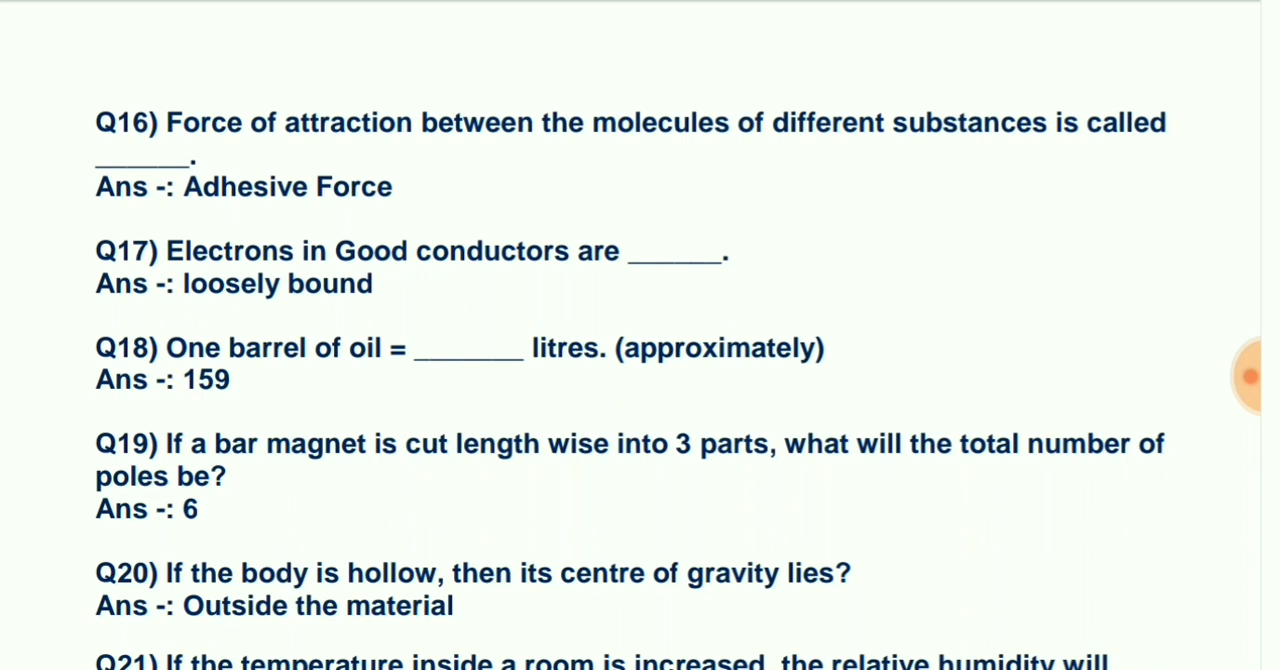 Q16) Force of attraction between the molecules of different substances is called
______.
Ans -: Adhesive Force
Q17) Electrons in Good conductors are ______.
Ans -: loosely bound
Q18) One barrel of oil = _______ litres. (approximately)
Ans -: 159
Q19) If a bar magnet is cut length wise into 3 parts, what will the total number of
poles be?
Ans -: 6
Q20) If the body is hollow, then its centre of gravity lies?
Ans -: Outside the material
Q21) If the temperature inside a room is increased, the relative humidity will